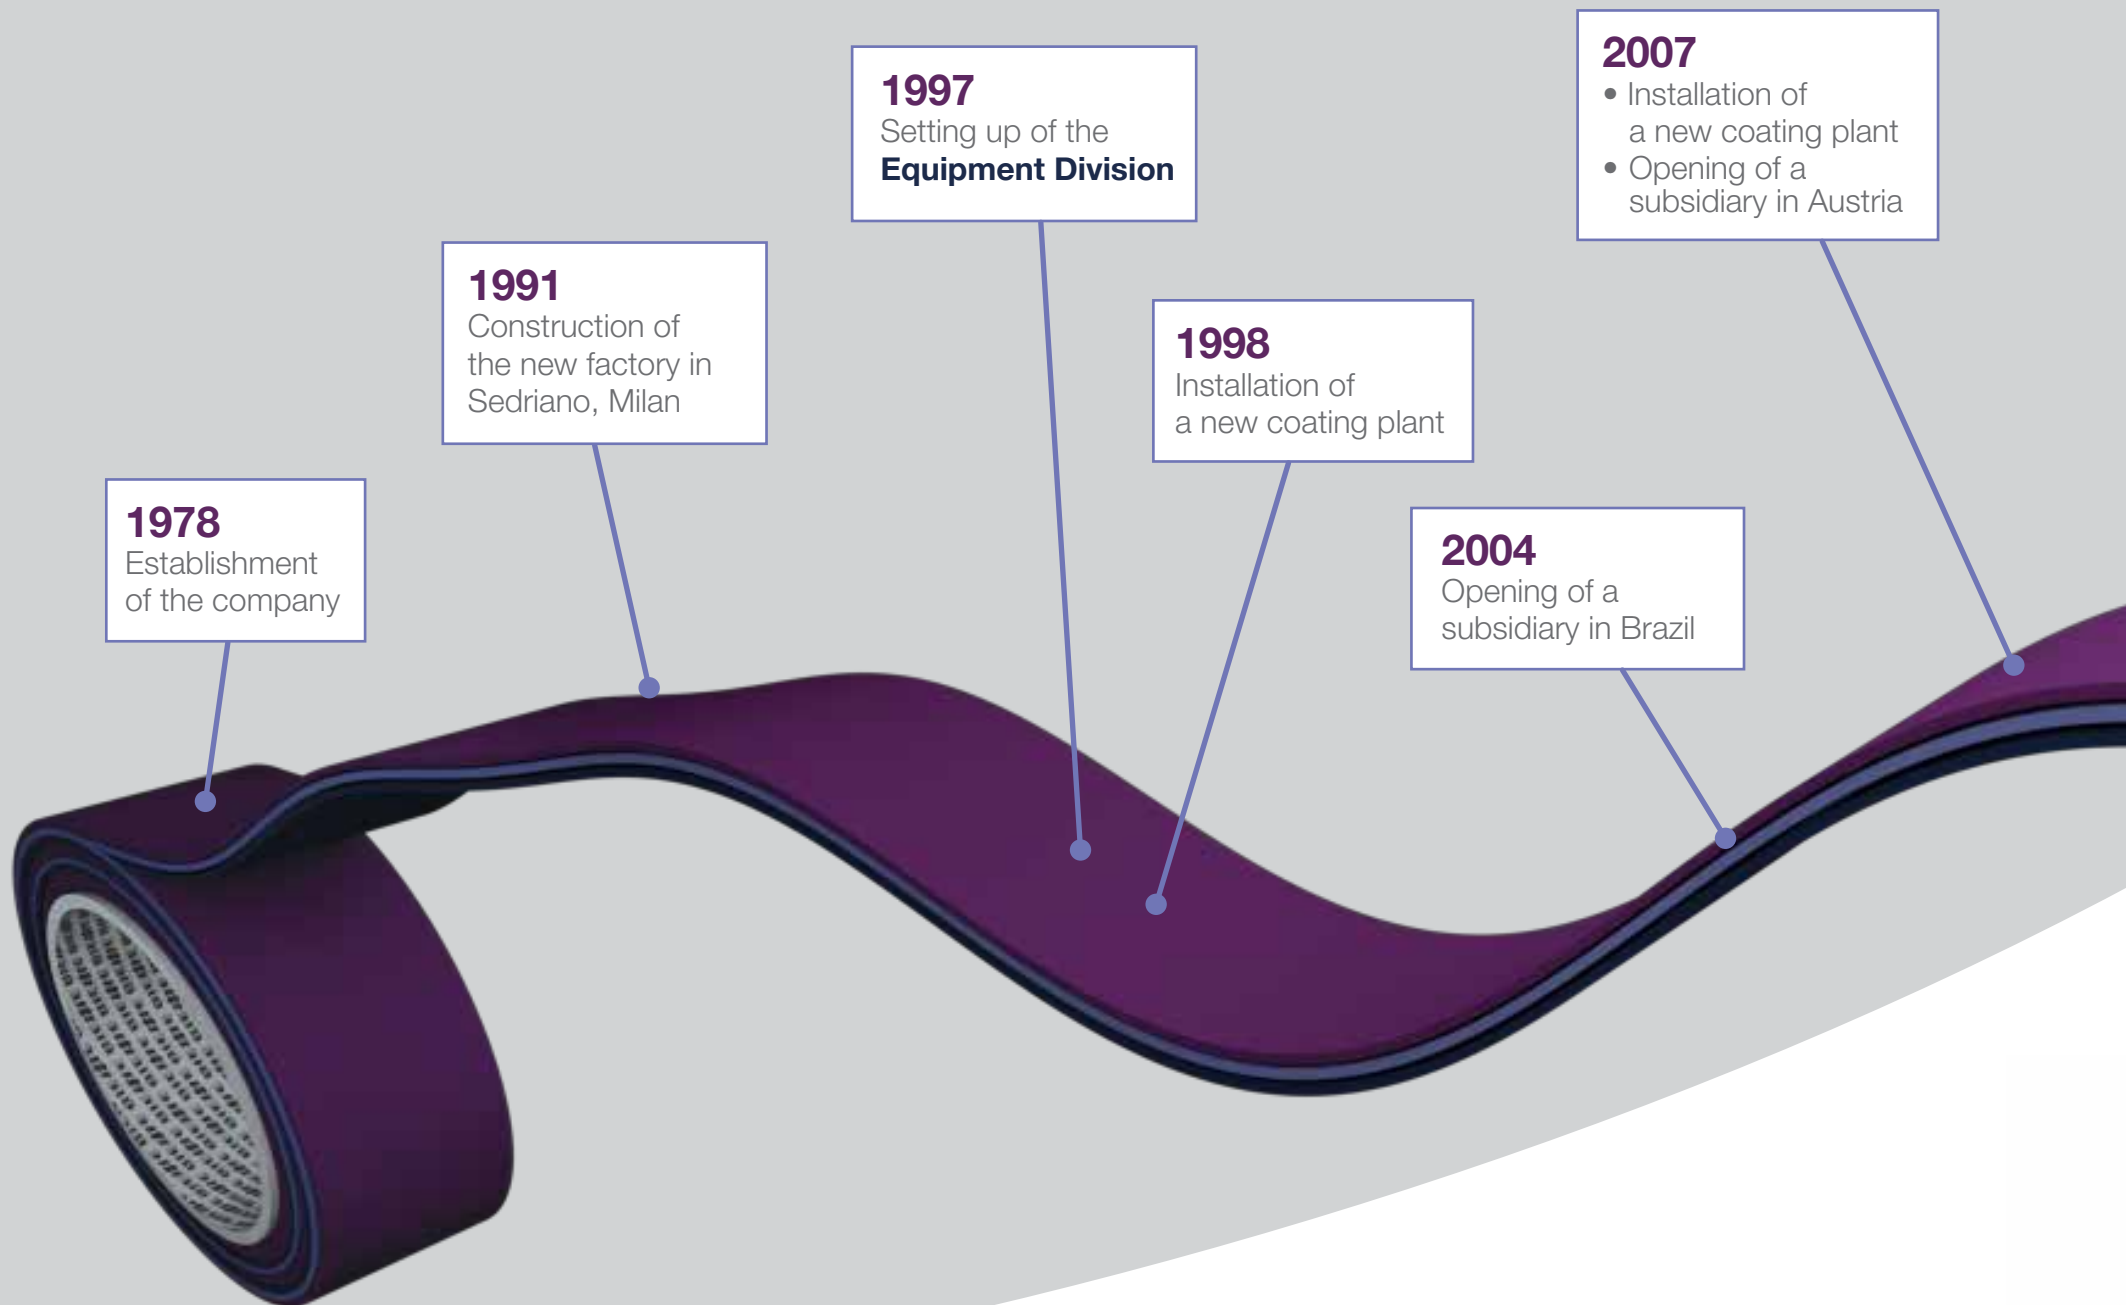 1978
Establishment
of the company
1991
Construction of
the new factory in
Sedriano, Milan
1997
Setting up of the
Equipment Division
1998
Installation of
a new coating plant
2004
Opening of a
subsidiary in Brazil
2007
• Installation of
a new coating plant
• Opening of a
subsidiary in Austria